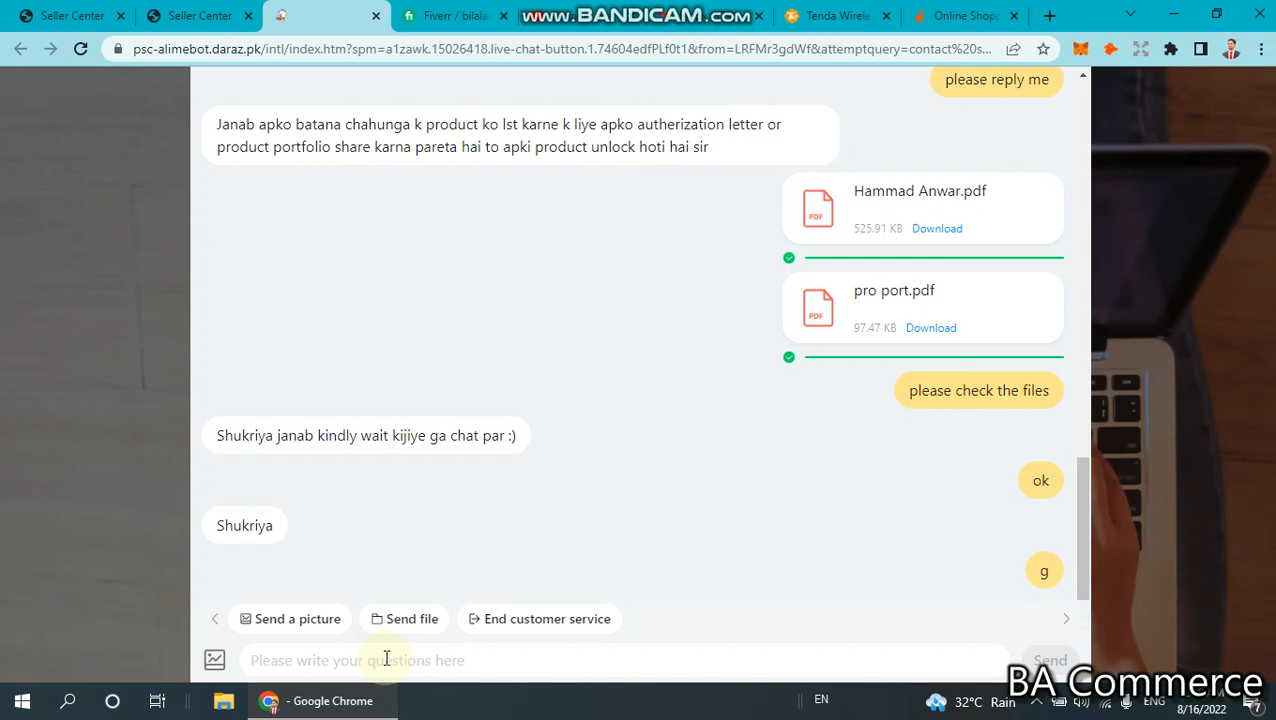 Seller Center
Seller Center
Fiverr / bilala
WWW.BANDICAM.COM
Tenda Wirele
Online Shopp
psc-alimebot.daraz.pk/intl/index.htm?spm=a1zawk.15026418.live-chat-button.1.74604edfPLf0t1&from=LRFMr3gdWf&attemptquery=contact%20s...
please reply me
Janab apko batana chahunga k product ko lst karne k liye apko autherization letter or
product portfolio share karna pareta hai to apki product unlock hoti hai sir
Hammad Anwar.pdf
PDF
525.91 KB Download
pro port.pdf
PDF
97.47 KB Download
please check the files
Shukriya janab kindly wait kijiye ga chat par :)
ok
Shukriya
g
Send a picture
Send file
End customer service
Please write your questions here
Send
BA Commerce
- Google Chrome
EN
32°C Rain
ENG
8/16/2022
7